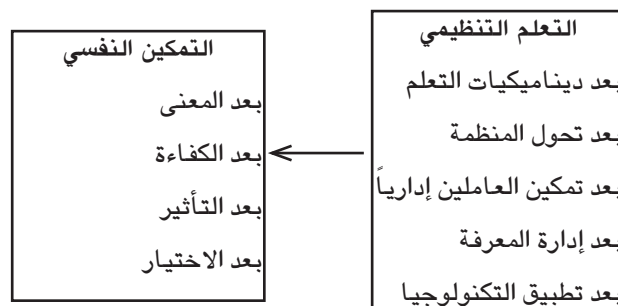 التعلم التنظيمي
بعد ديناميكيات التعلم
بعد تحول المنظمة
بعد تمكين العاملين إدارياً
بعد إدارة المعرفة
بعد تطبيق التكنولوجيا
التمكين النفسي
بعد المعنى
بعد الكفاءة
بعد التأثير
بعد الاختيار